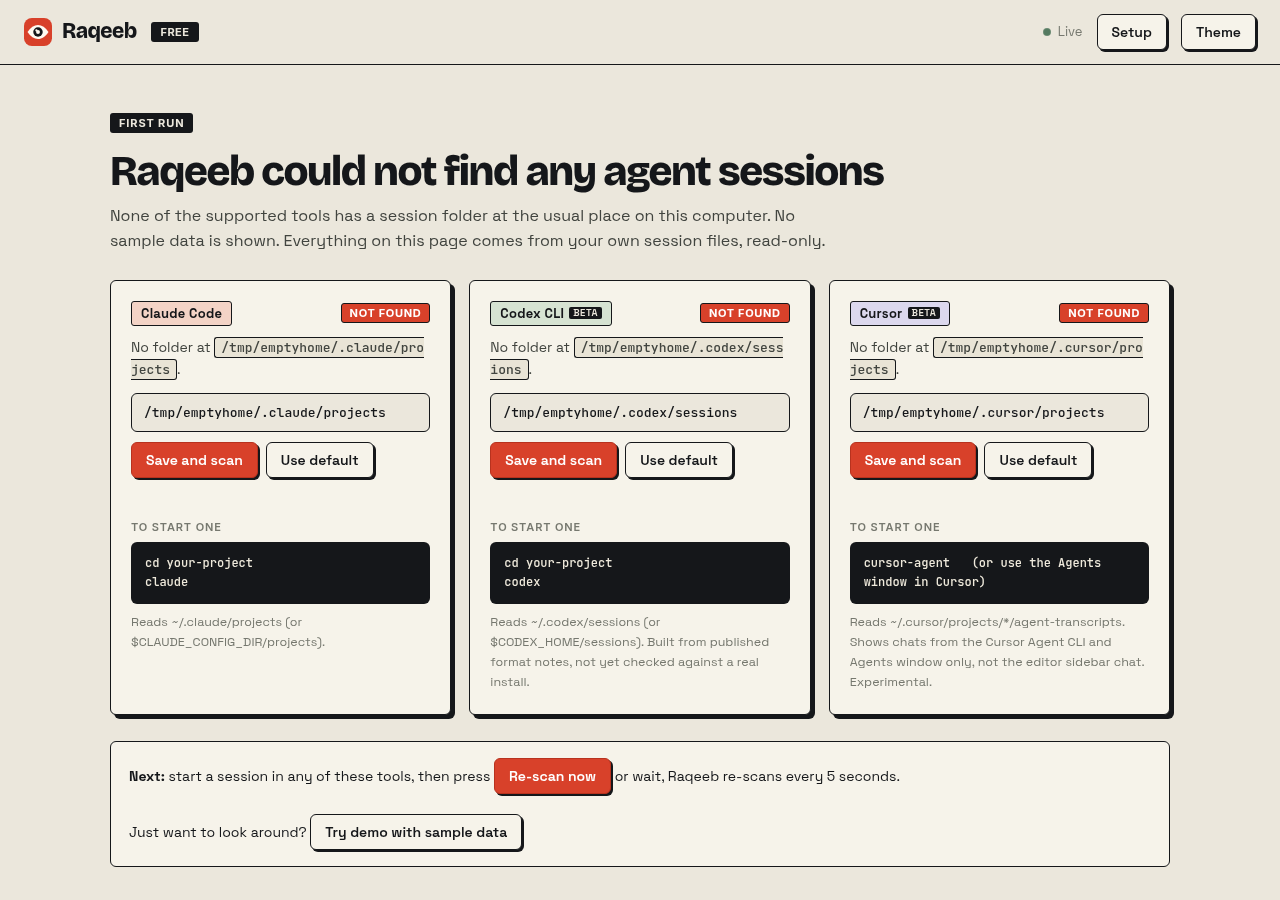 Raqeeb FREE
Live Setup Theme
FIRST RUN
Raqeeb could not find any agent sessions
None of the supported tools has a session folder at the usual place on this computer. No
sample data is shown. Everything on this page comes from your own session files, read-only.
Claude Code NOT FOUND
No folder at /tmp/emptyhome/.claude/pro
jects.
/tmp/emptyhome/.claude/projects
Save and scan Use default
TO START ONE
cd your-project
claude
Reads ~/.claude/projects (or
$CLAUDE_CONFIG_DIR/projects).
Codex CLI BETA NOT FOUND
No folder at /tmp/emptyhome/.codex/sess
ions.
/tmp/emptyhome/.codex/sessions
Save and scan Use default
TO START ONE
cd your-project
codex
Reads ~/.codex/sessions (or
$CODEX_HOME/sessions). Built from published
format notes, not yet checked against a real
install.
Cursor BETA NOT FOUND
No folder at /tmp/emptyhome/.cursor/pro
jects.
/tmp/emptyhome/.cursor/projects
Save and scan Use default
TO START ONE
cursor-agent (or use the Agents
window in Cursor)
Reads ~/.cursor/projects/*/agent-transcripts.
Shows chats from the Cursor Agent CLI and
Agents window only, not the editor sidebar chat.
Experimental.
Next: start a session in any of these tools, then press Re-scan now or wait, Raqeeb re-scans every 5 seconds.
Just want to look around? Try demo with sample data